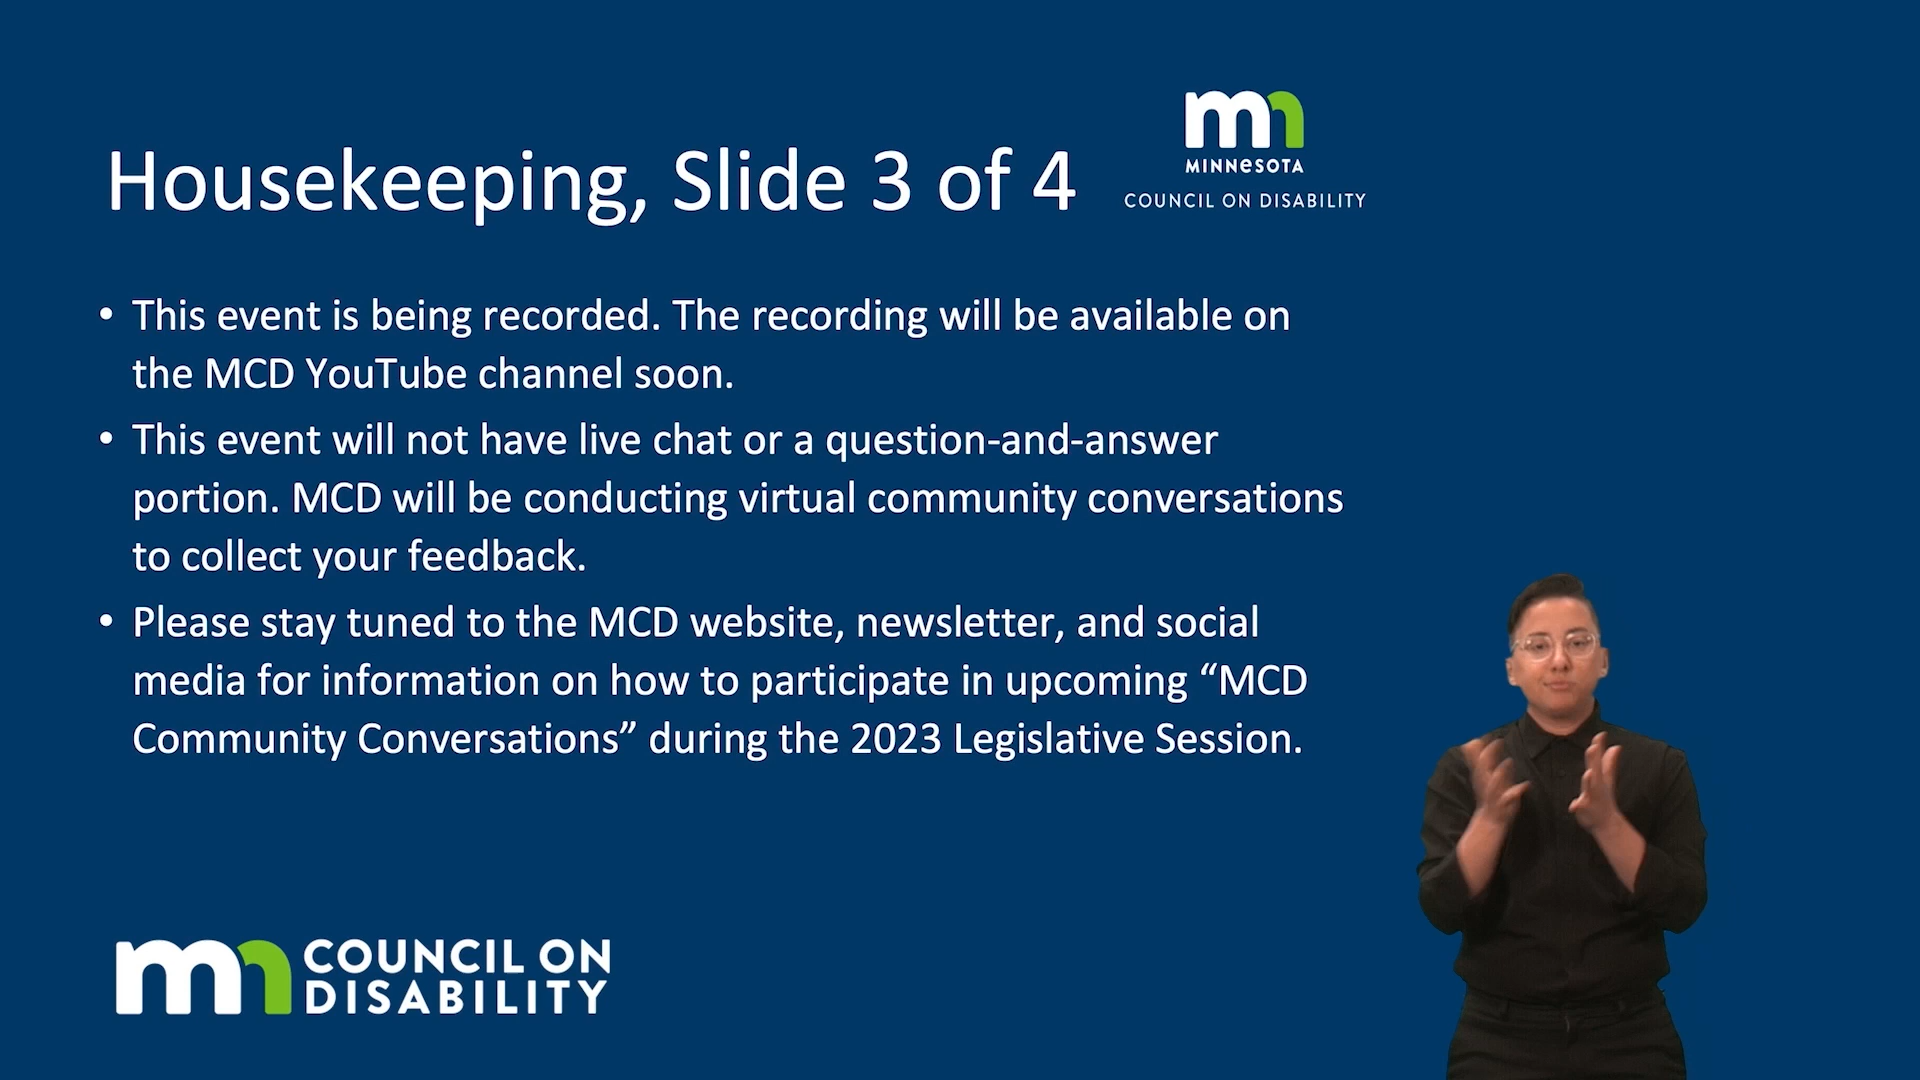 Housekeeping, Slide 3 of 4
mn
MINNESOTA
COUNCIL ON DISABILITY
• This event is being recorded. The recording will be available on
the MCD YouTube channel soon.
• This event will not have live chat or a question-and-answer
portion. MCD will be conducting virtual community conversations
to collect your feedback.
• Please stay tuned to the MCD website, newsletter, and social
media for information on how to participate in upcoming “MCD
Community Conversations” during the 2023 Legislative Session.
mn COUNCIL ON
DISABILITY